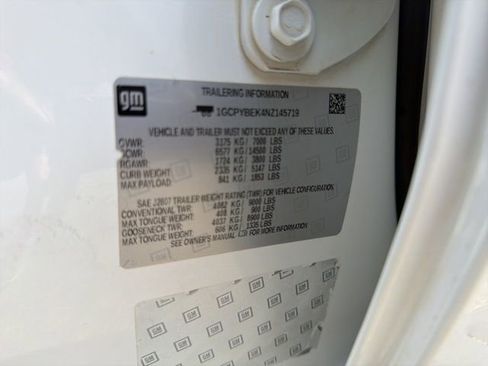 gm
TRAILERING INFORMATION
1GCPYBEK4NZ145719
VEHICLE AND TRAILER MUST NOT EXCEED ANY RATINGS
GVWR: 3175 KG / 7000 LBS
GCWR: 6577 KG / 14500 LBS
RGAWR: 1724 KG / 3800 LBS
CURB WEIGHT: 2335 KG / 5147 LBS
MAX PAYLOAD: 841 KG / 1853 LBS
SAE J2807 TRAILER WEIGHT RATING (TWR) FOR VEHICLE CONFIGURATION.
CONVENTIONAL TWR: 4082 KG / 9000 LBS
MAX TONGUE WEIGHT: 408 KG / 900 LBS
GOOSENECK TWR: 4037 KG / 8900 LBS
MAX TONGUE WEIGHT: 606 KG / 1335 LBS
SEE OWNER'S MANUAL FOR MORE INFORMATION